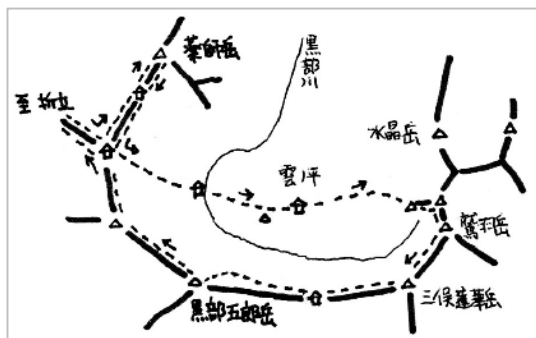 薬師岳
黒部川
至折立
水晶岳
雲ノ平
鷲羽岳
三俣蓮華岳
黒部五郎岳